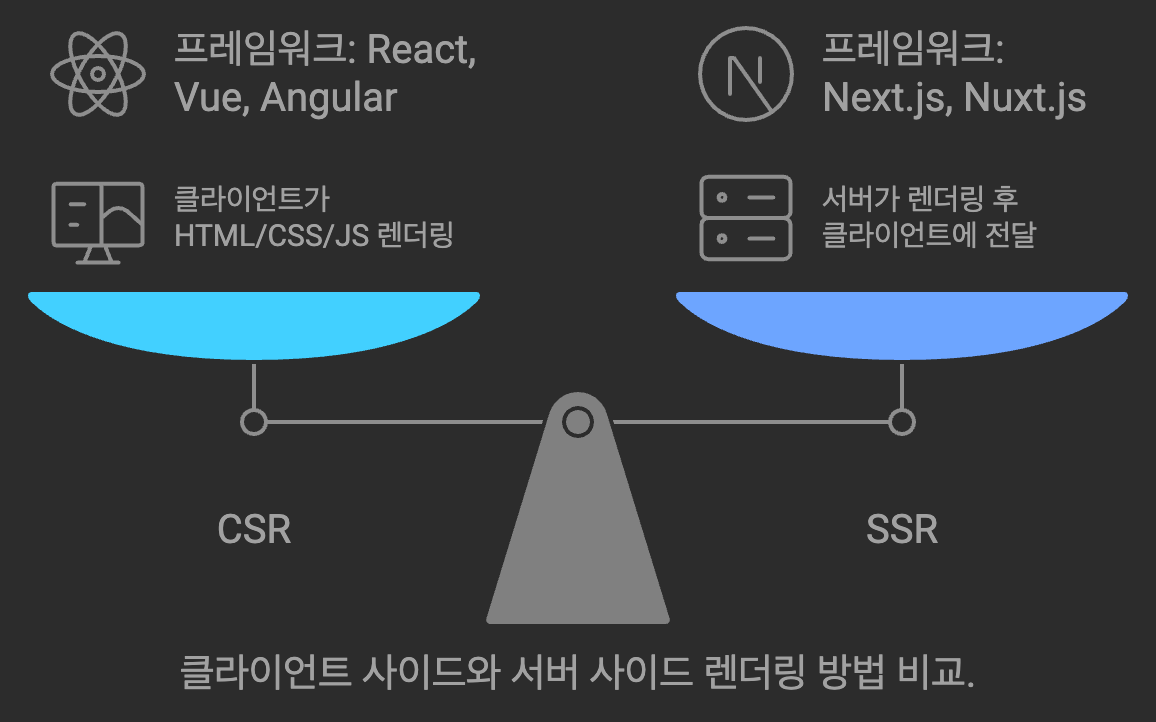 프레임워크: React,
Vue, Angular
클라이언트가
HTML/CSS/JS 렌더링
프레임워크:
Next.js, Nuxt.js
서버가 렌더링 후
클라이언트에 전달
CSR
SSR
클라이언트 사이드와 서버 사이드 렌더링 방법 비교.